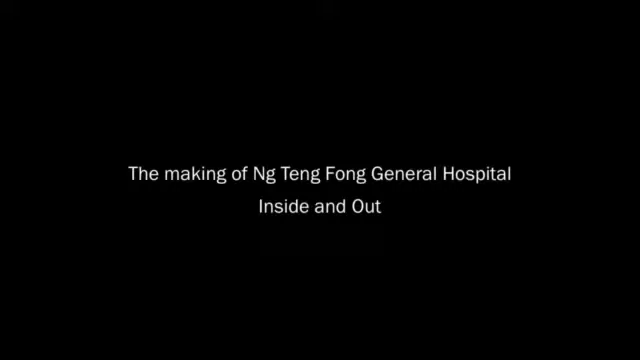 The making of Ng Teng Fong General Hospital
Inside and Out